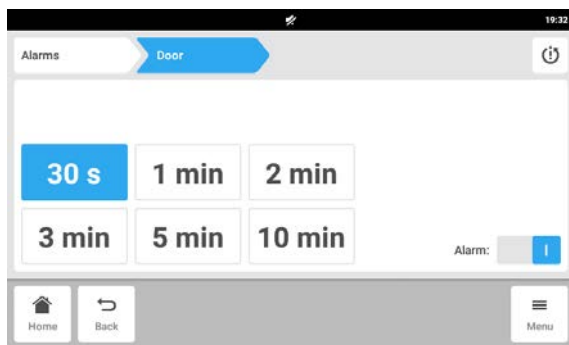 19:32
Alarms Door
30 s 1 min 2 min
3 min 5 min 10 min
Alarm: I
Home Back Menu